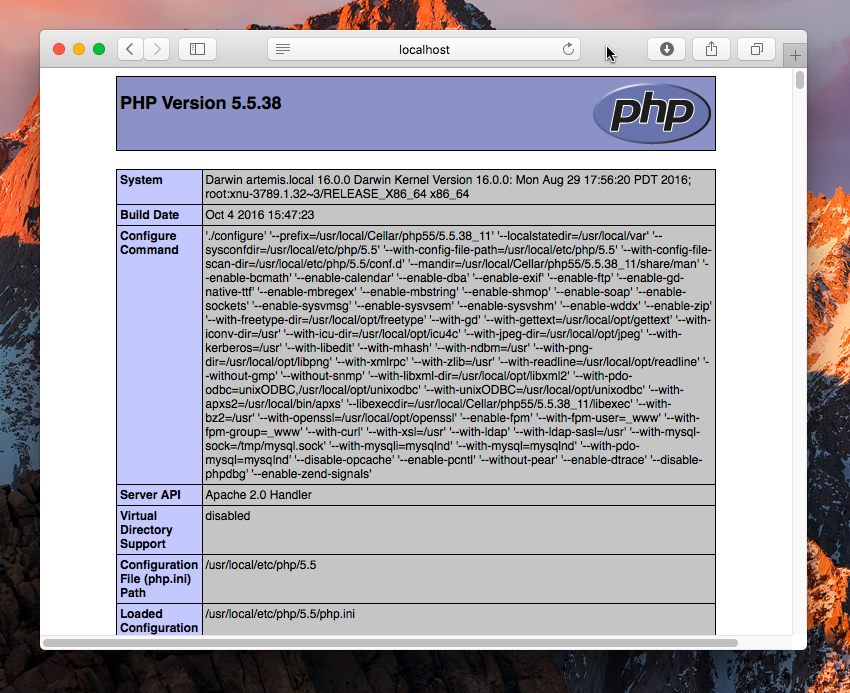 localhost
PHP Version 5.5.38
php
System
Darwin artemis.local 16.0.0 Darwin Kernel Version 16.0.0: Mon Aug 29 17:56:20 PDT 2016;
root:xnu-3789.1.32~3/RELEASE_X86_64 x86_64
Build Date
Oct 4 2016 15:47:23
Configure
Command
'./configure' '--prefix=/usr/local/Cellar/php55/5.5.38_11' '--localstatedir=/usr/local/var' '--
sysconfdir=/usr/local/etc/php/5.5' '--with-config-file-path=/usr/local/etc/php/5.5' '--with-config-file-
scan-dir=/usr/local/etc/php/5.5/conf.d' '--mandir=/usr/local/Cellar/php55/5.5.38_11/share/man' '-
-enable-bcmath' '--enable-calendar' '--enable-dba' '--enable-exif' '--enable-ftp' '--enable-gd-
native-ttf' '--enable-mbregex' '--enable-mbstring' '--enable-shmop' '--enable-soap' '--enable-
sockets' '--enable-sysvmsg' '--enable-sysvsem' '--enable-sysvshm' '--enable-wddx' '--enable-zip'
'--with-freetype-dir=/usr/local/opt/freetype' '--with-gd' '--with-gettext=/usr/local/opt/gettext' '--with-
iconv-dir=/usr' '--with-icu-dir=/usr/local/opt/icu4c' '--with-jpeg-dir=/usr/local/opt/jpeg' '--with-
kerberos=/usr' '--with-libedit' '--with-mhash' '--with-ndbm=/usr' '--with-png-
dir=/usr/local/opt/libpng' '--with-xmlrpc' '--with-zlib=/usr' '--with-readline=/usr/local/opt/readline' '-
-without-gmp' '--without-snmp' '--with-libxml-dir=/usr/local/opt/libxml2' '--with-pdo-
odbc=unixODBC,/usr/local/opt/unixodbc' '--with-unixODBC=/usr/local/opt/unixodbc' '--with-
apxs2=/usr/local/bin/apxs' '--libexecdir=/usr/local/Cellar/php55/5.5.38_11/libexec' '--with-
bz2=/usr' '--with-openssl=/usr/local/opt/openssl' '--enable-fpm' '--with-fpm-user=_www' '--with-
fpm-group=_www' '--with-curl' '--with-xsl=/usr' '--with-ldap' '--with-ldap-sasl=/usr' '--with-mysql-
sock=/tmp/mysql.sock' '--with-mysqli=mysqlnd' '--with-mysql=mysqlnd' '--with-pdo-
mysql=mysqlnd' '--disable-opcache' '--enable-pcntl' '--without-pear' '--enable-dtrace' '--disable-
phpdbg' '--enable-zend-signals'
Server API
Apache 2.0 Handler
Virtual
Directory
Support
disabled
Configuration
File (php.ini)
Path
/usr/local/etc/php/5.5
Loaded
Configuration
/usr/local/etc/php/5.5/php.ini